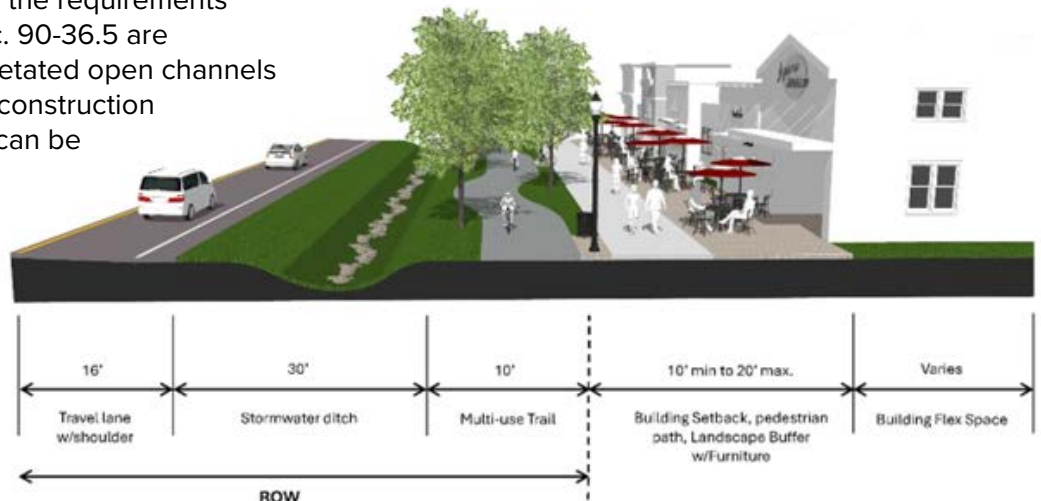 the requirements
c. 90-36.5 are
etated open channels
construction
can be
16'
30'
10'
10' min to 20' max.
Varies
Travel lane
w/shoulder
Stormwater ditch
Multi-use Trail
Building Setback, pedestrian
path, Landscape Buffer
w/Furniture
Building Flex Space
ROW